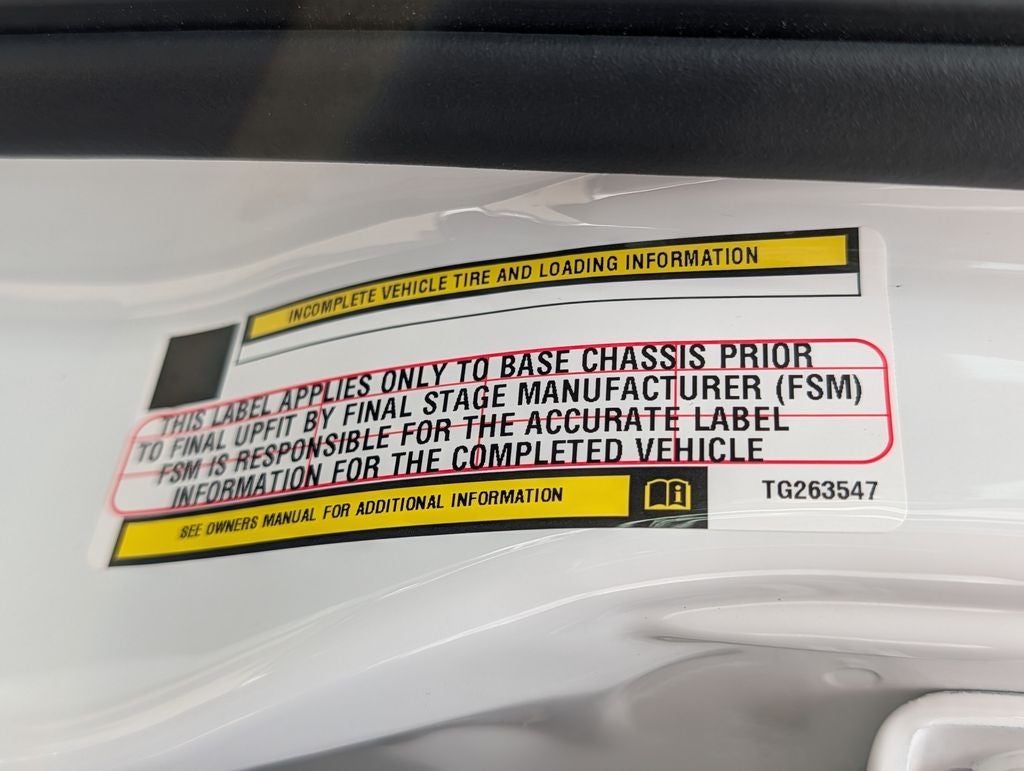 INCOMPLETE VEHICLE TIRE AND LOADING INFORMATION
THIS LABEL APPLIES ONLY TO BASE CHASSIS PRIOR
TO FINAL UPFIT BY FINAL STAGE MANUFACTURER (FSM)
FSM IS RESPONSIBLE FOR THE ACCURATE LABEL
INFORMATION FOR THE COMPLETED VEHICLE
SEE OWNERS MANUAL FOR ADDITIONAL INFORMATION
TG263547